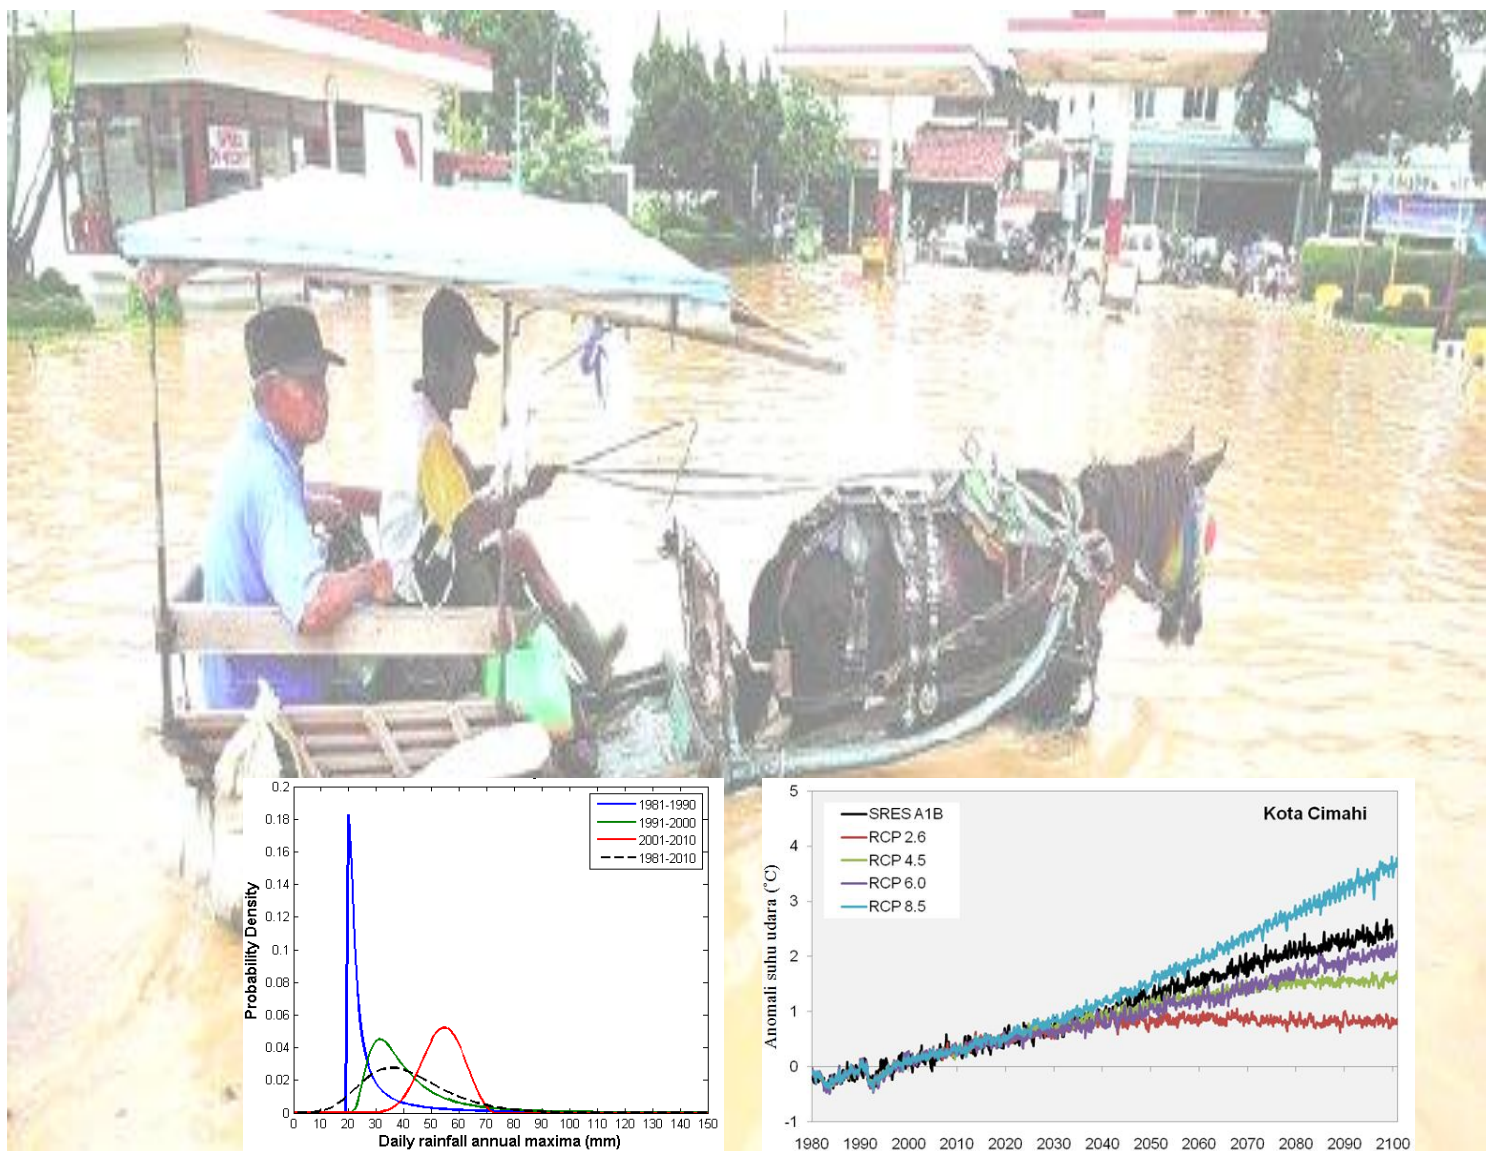 0.2
0.18
0.16
0.14
0.12
0.1
0.08
0.06
0.04
0.02
0
Probability Density
1981-1990
1991-2000
2001-2010
1981-2010
0 10 20 30 40 50 60 70 80 90 100 110 120 130 140 150
Daily rainfall annual maxima (mm)
5
4
3
2
1
0
-1
Anomali suhu udara (˚C)
SRES A1B
RCP 2.6
RCP 4.5
RCP 6.0
RCP 8.5
Kota Cimahi
1980 1990 2000 2010 2020 2030 2040 2050 2060 2070 2080 2090 2100